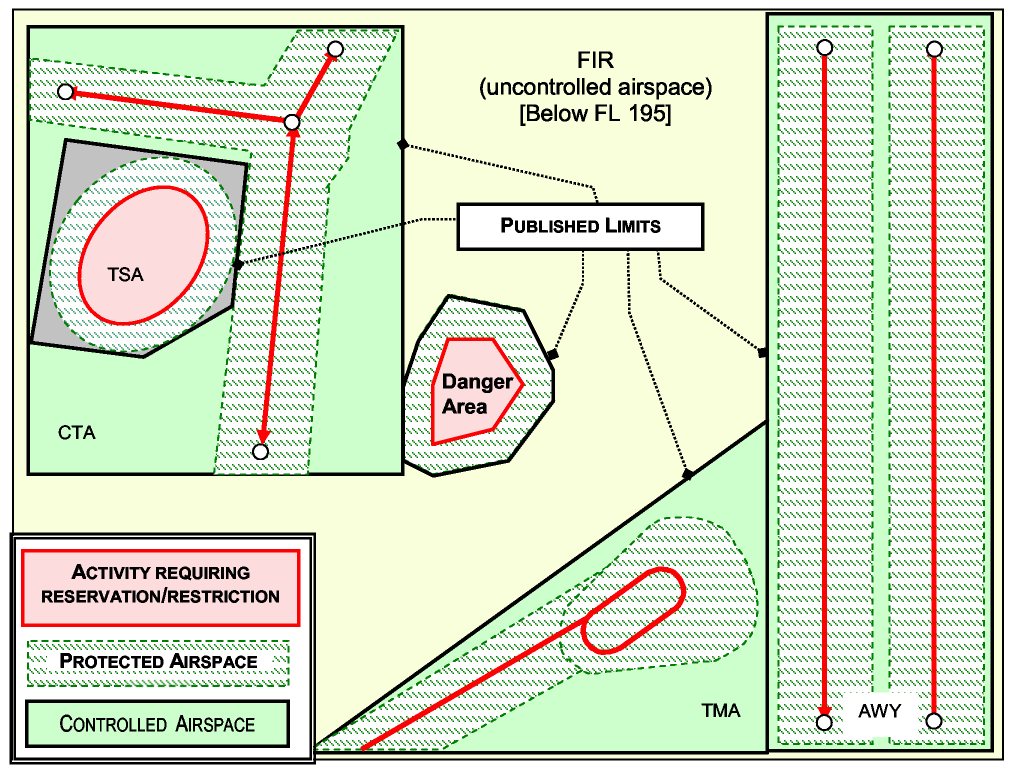 FIR
(uncontrolled airspace)
[Below FL 195]
PUBLISHED LIMITS
TSA
Danger
Area
CTA
TMA
AWY
ACTIVITY REQUIRING
RESERVATION/RESTRICTION
PROTECTED AIRSPACE
CONTROLLED AIRSPACE